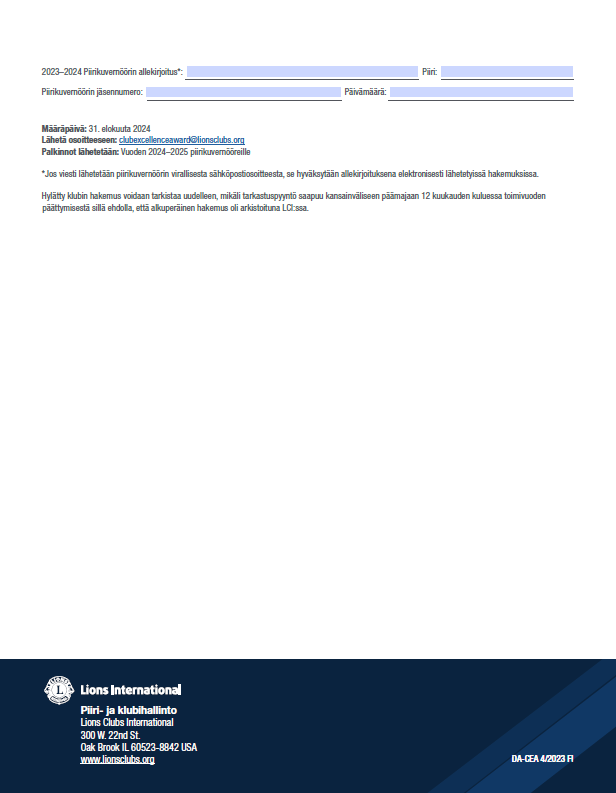 2023–2024 Piirikuvernöörin allekirjoitus*: Piiri:
Piirikuvernöörin jäsennumero: Päivämäärä:
Määräpäivä: 31. elokuuta 2024
Lähetä osoitteeseen: clubexcellenceaward@lionsclubs.org
Palkinnot lähetetään: Vuoden 2024–2025 piirikuvernööreille
*Jos viesti lähetetään piirikuvernöörin virallisesta sähköpostiosoitteesta, se hyväksytään allekirjoituksena elektronisesti lähetetyissä hakemuksissa.
Hylätty klubin hakemus voidaan tarkistaa uudelleen, mikäli tarkastuspyyntö saapuu kansainväliseen päämajaan 12 kuukauden kuluessa toimivuoden
päättymisestä sillä ehdolla, että alkuperäinen hakemus oli arkistoituna LCI:ssa.
Lions International
Piiri- ja klubihallinto
Lions Clubs International
300 W. 22nd St.
Oak Brook IL 60523-8842 USA
www.lionsclubs.org
DA-CEA 4/2023 FI